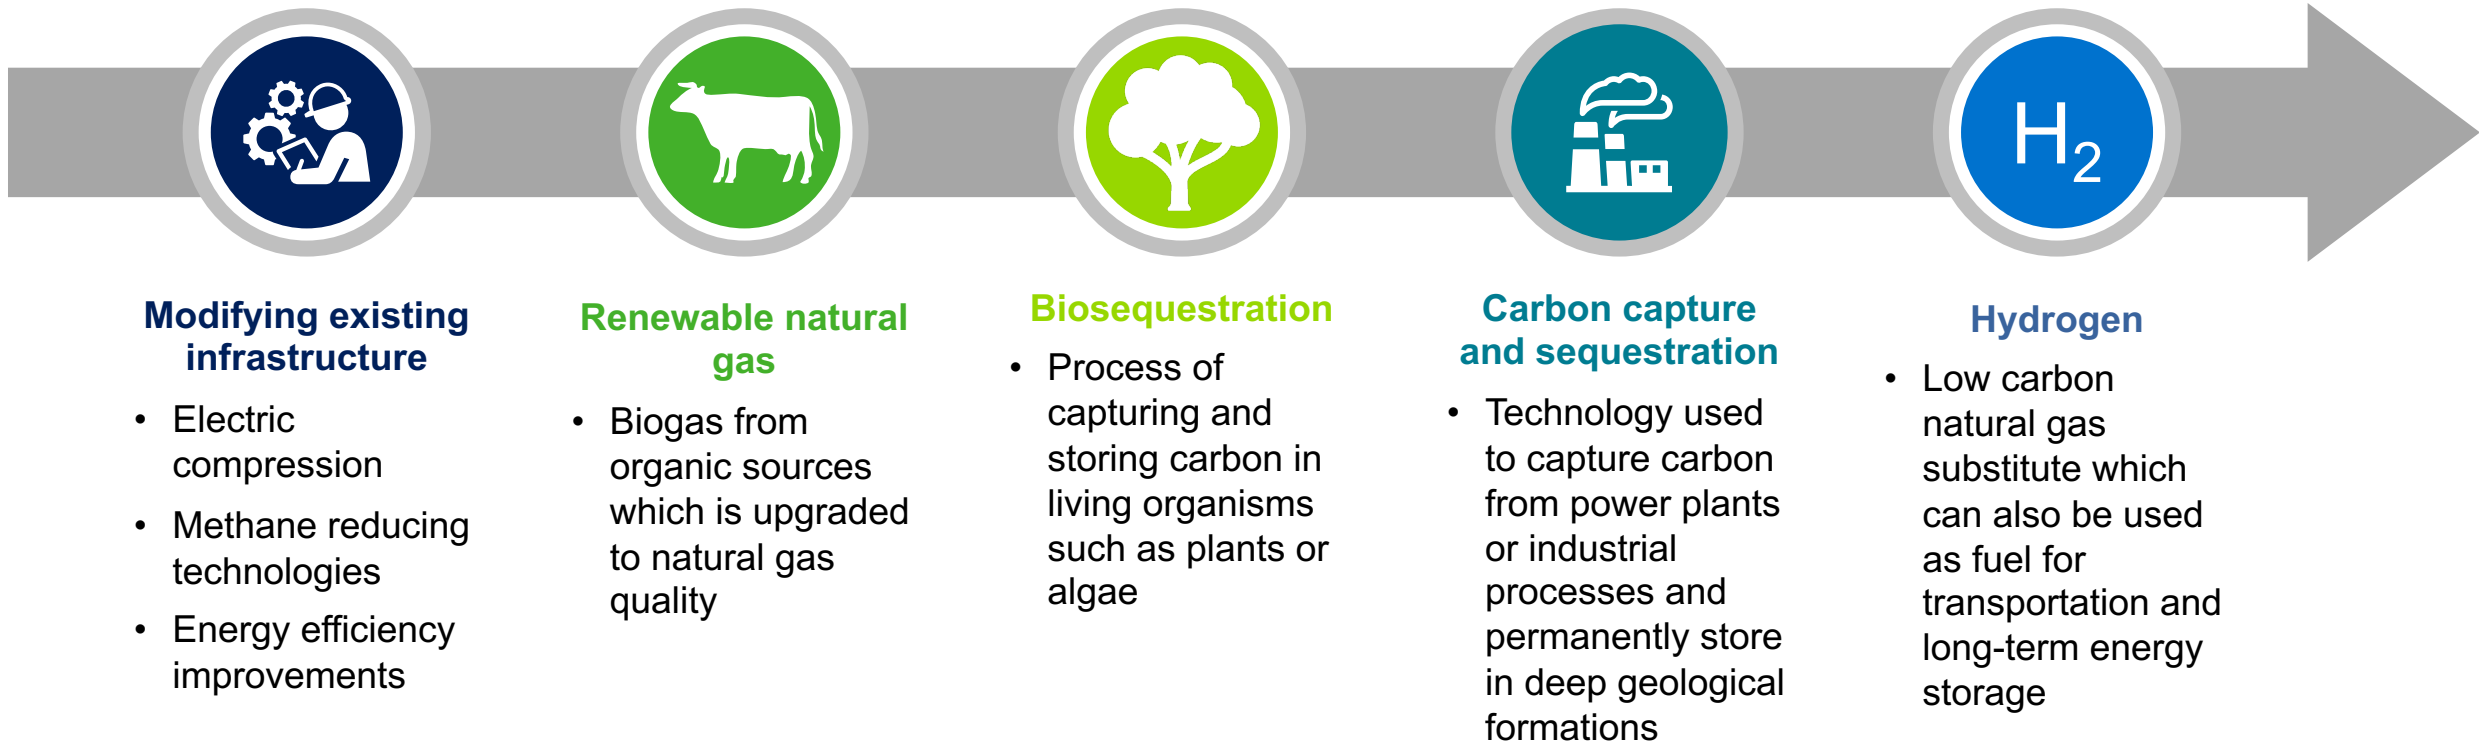 H2
Modifying existing
infrastructure
• Electric
compression
• Methane reducing
technologies
• Energy efficiency
improvements
Renewable natural
gas
• Biogas from
organic sources
which is upgraded
to natural gas
quality
Biosequestration
• Process of
capturing and
storing carbon in
living organisms
such as plants or
algae
Carbon capture
and sequestration
• Technology used
to capture carbon
from power plants
or industrial
processes and
permanently store
in deep geological
formations
Hydrogen
• Low carbon
natural gas
substitute which
can also be used
as fuel for
transportation and
long-term energy
storage